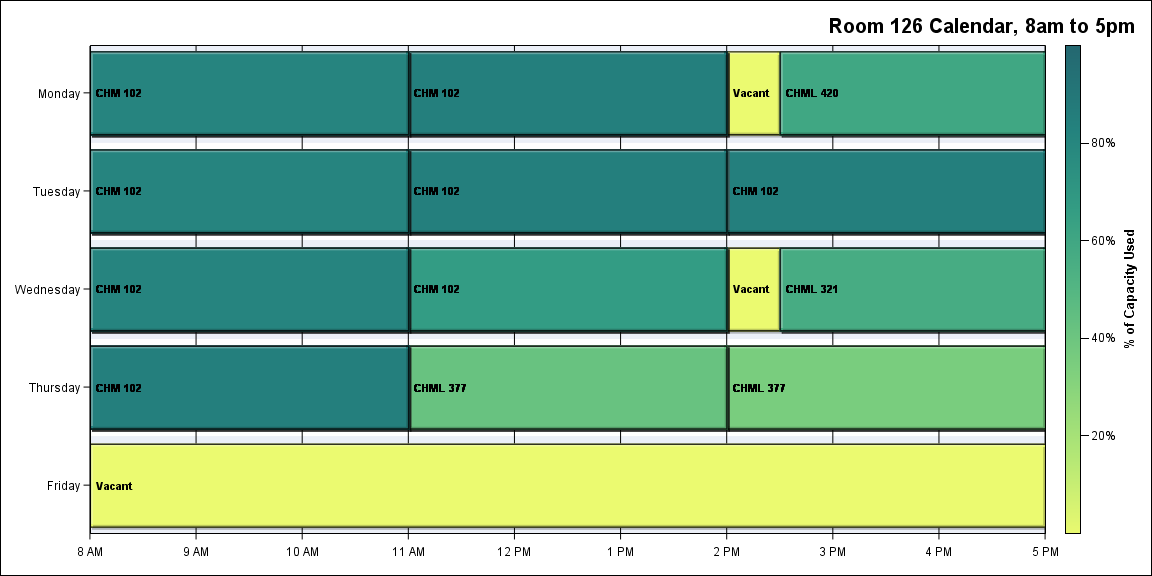 Room 126 Calendar, 8am to 5pm
Monday
CHM 102
CHM 102
Vacant
CHML 420
Tuesday
CHM 102
CHM 102
CHM 102
Wednesday
CHM 102
CHM 102
Vacant
CHML 321
Thursday
CHM 102
CHML 377
CHML 377
Friday
Vacant
8 AM
9 AM
10 AM
11 AM
12 PM
1 PM
2 PM
3 PM
4 PM
5 PM
80%
60%
40%
20%
% of Capacity Used